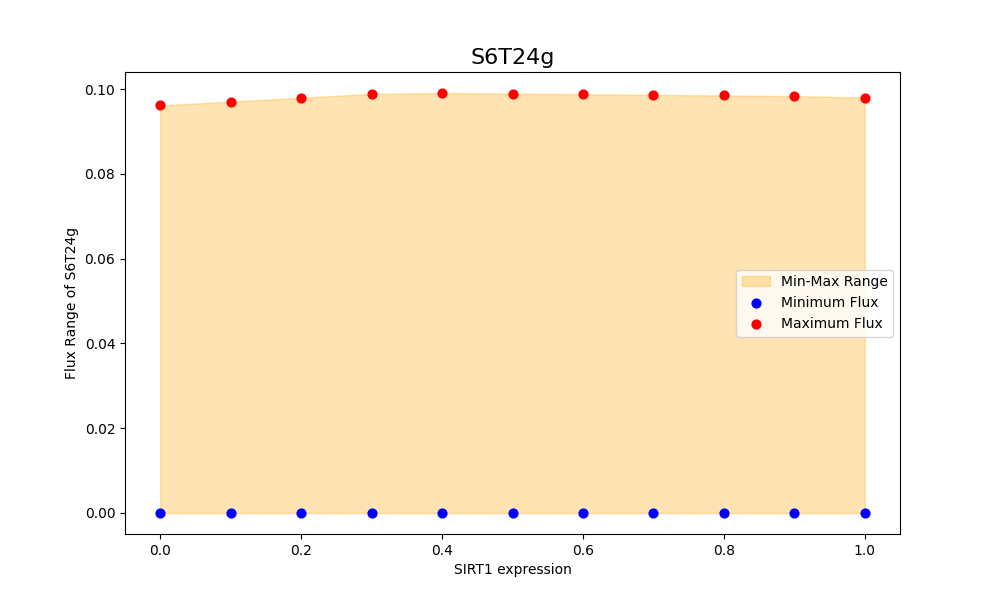 S6T24g
0.10
0.08
0.06
0.04
0.02
0.00
Flux Range of S6T24g
Min-Max Range
Minimum Flux
Maximum Flux
0.0 0.2 0.4 0.6 0.8 1.0
SIRT1 expression